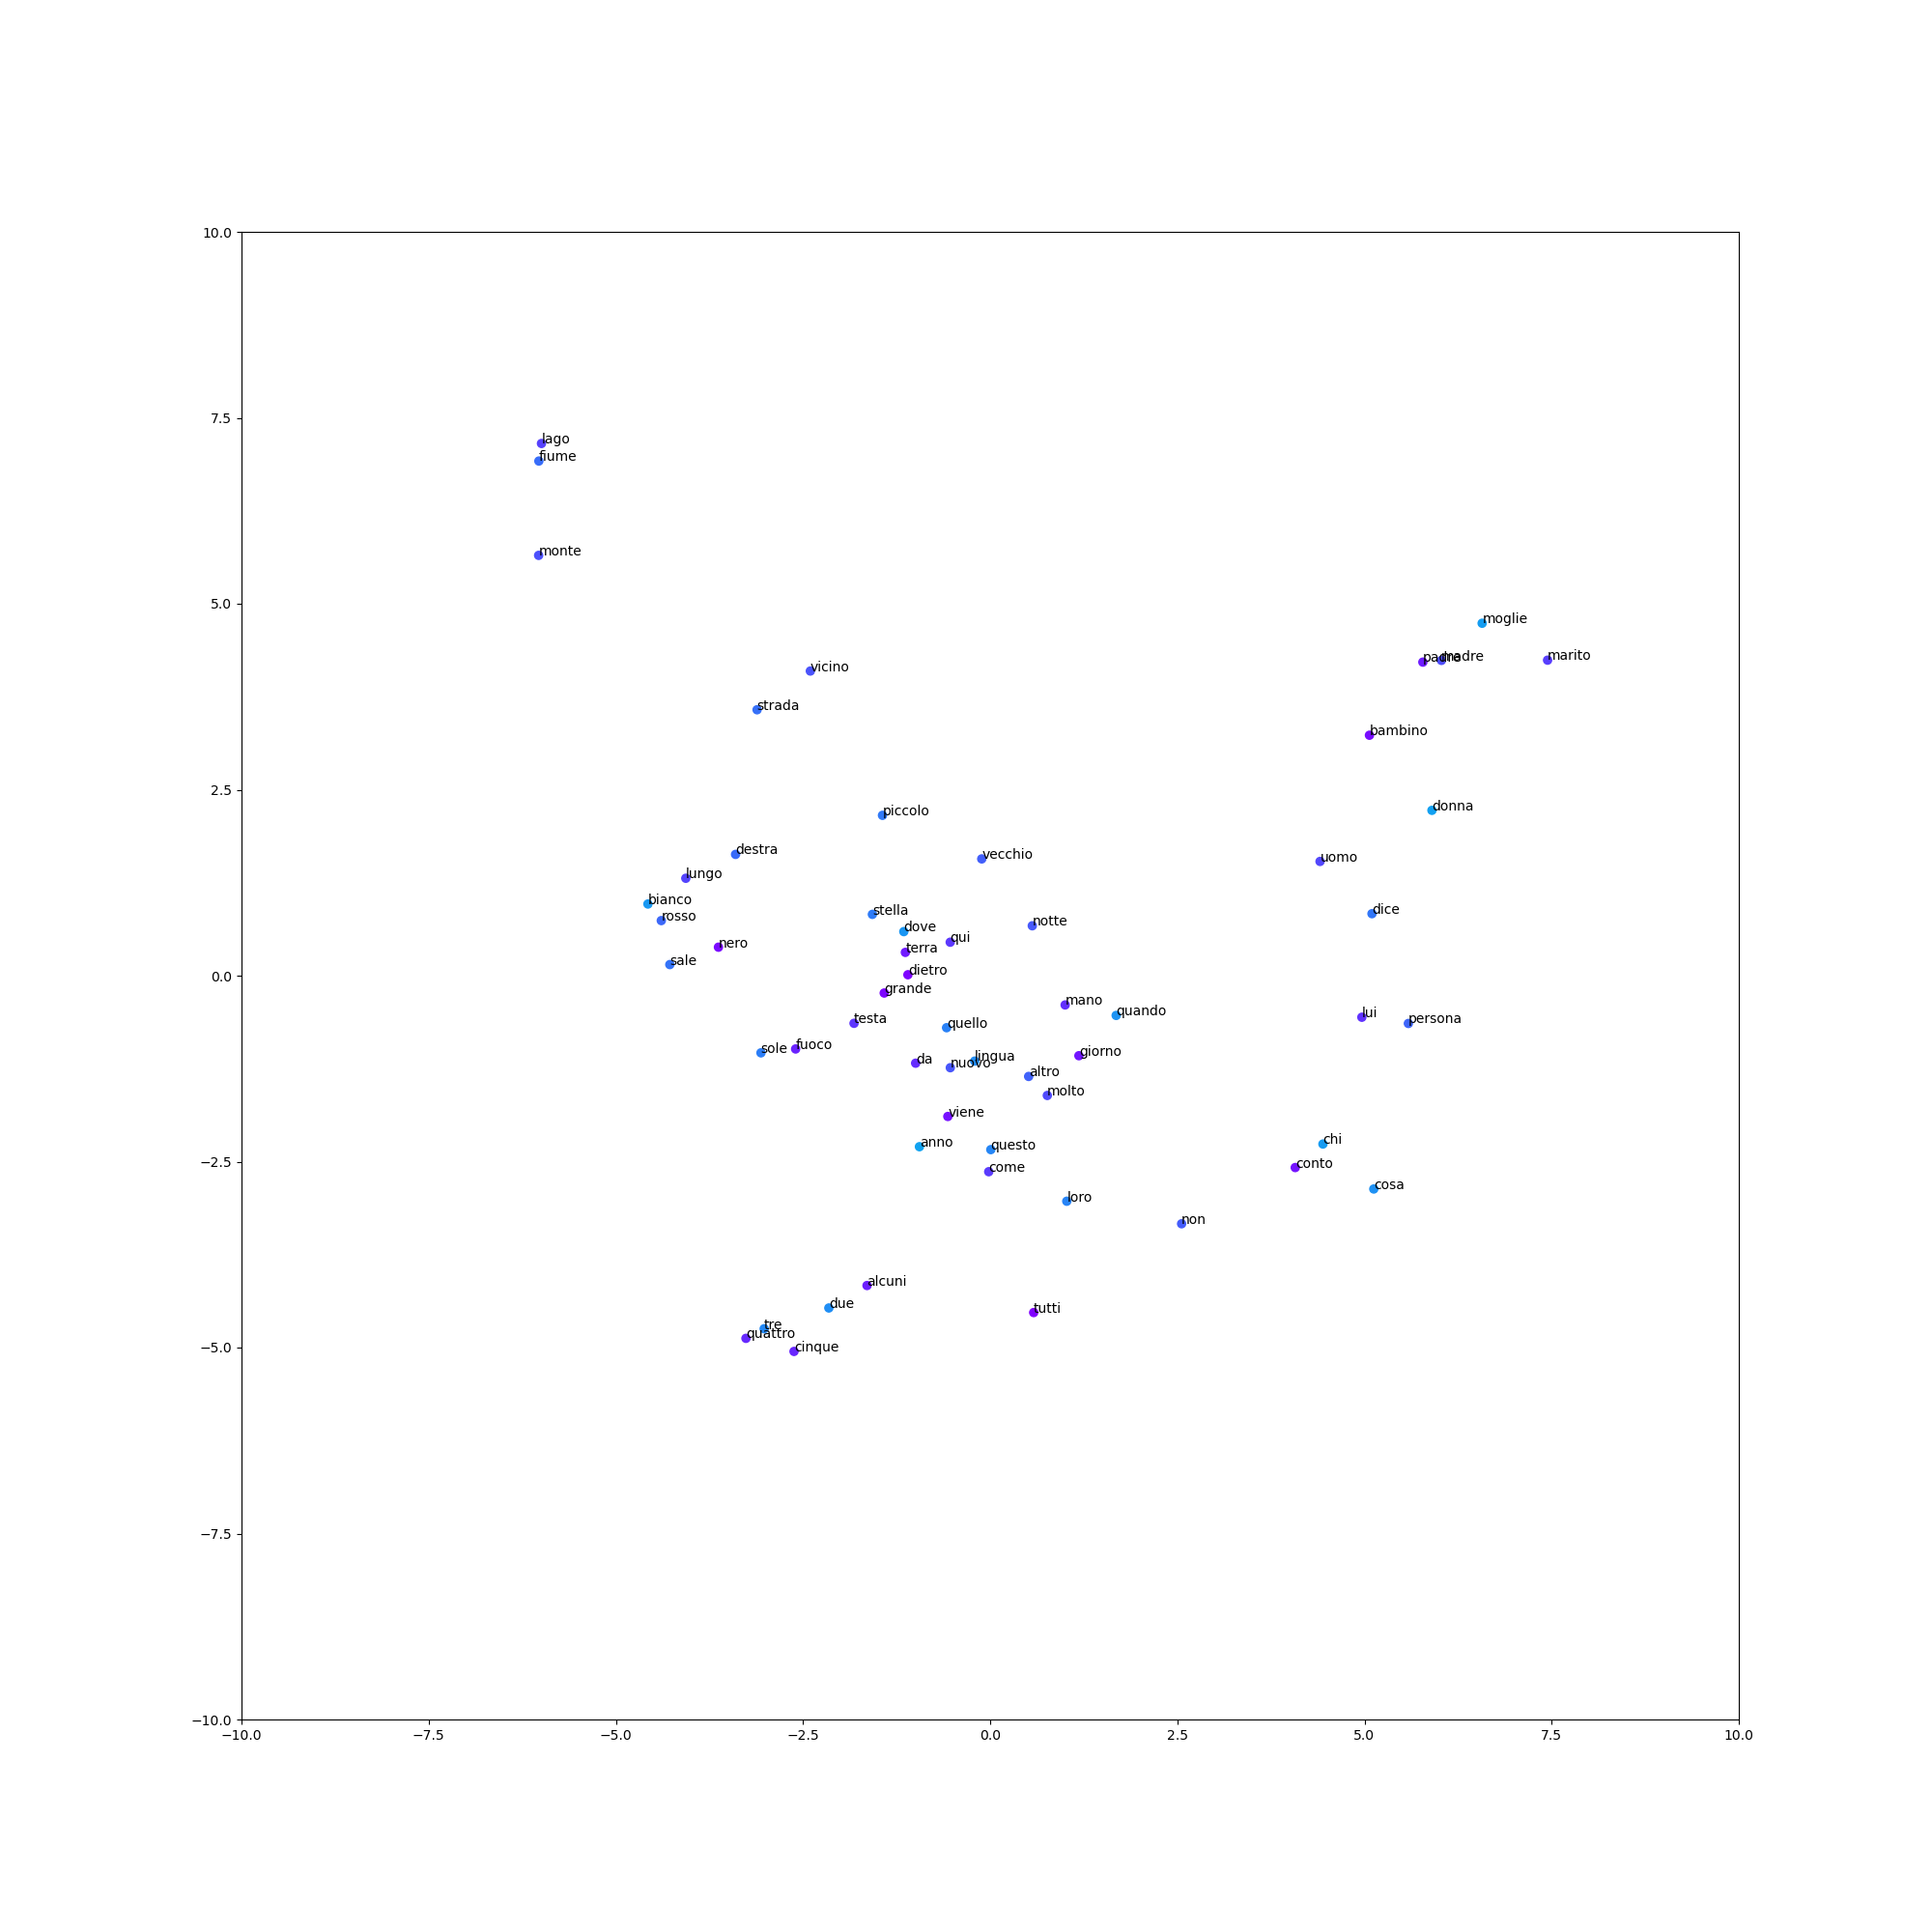 10.0
7.5
lago
fiume
monte
5.0
moglie
padre madre marito
vicino
strada
bambino
2.5
piccolo donna
destra vecchio uomo
lungo
bianco
rosso stella dice
dove notte
nero terra qui
sale
0.0
dietro
grande
mano
testa quello quando lui persona
sole fuoco
da nuovo lingua giorno
altro
molto
viene
−2.5
anno questo chi
come conto
cosa
loro
non
alcuni
due tutti
tre
quattro
−5.0
cinque
−7.5
−10.0
−10.0 −7.5 −5.0 −2.5 0.0 2.5 5.0 7.5 10.0